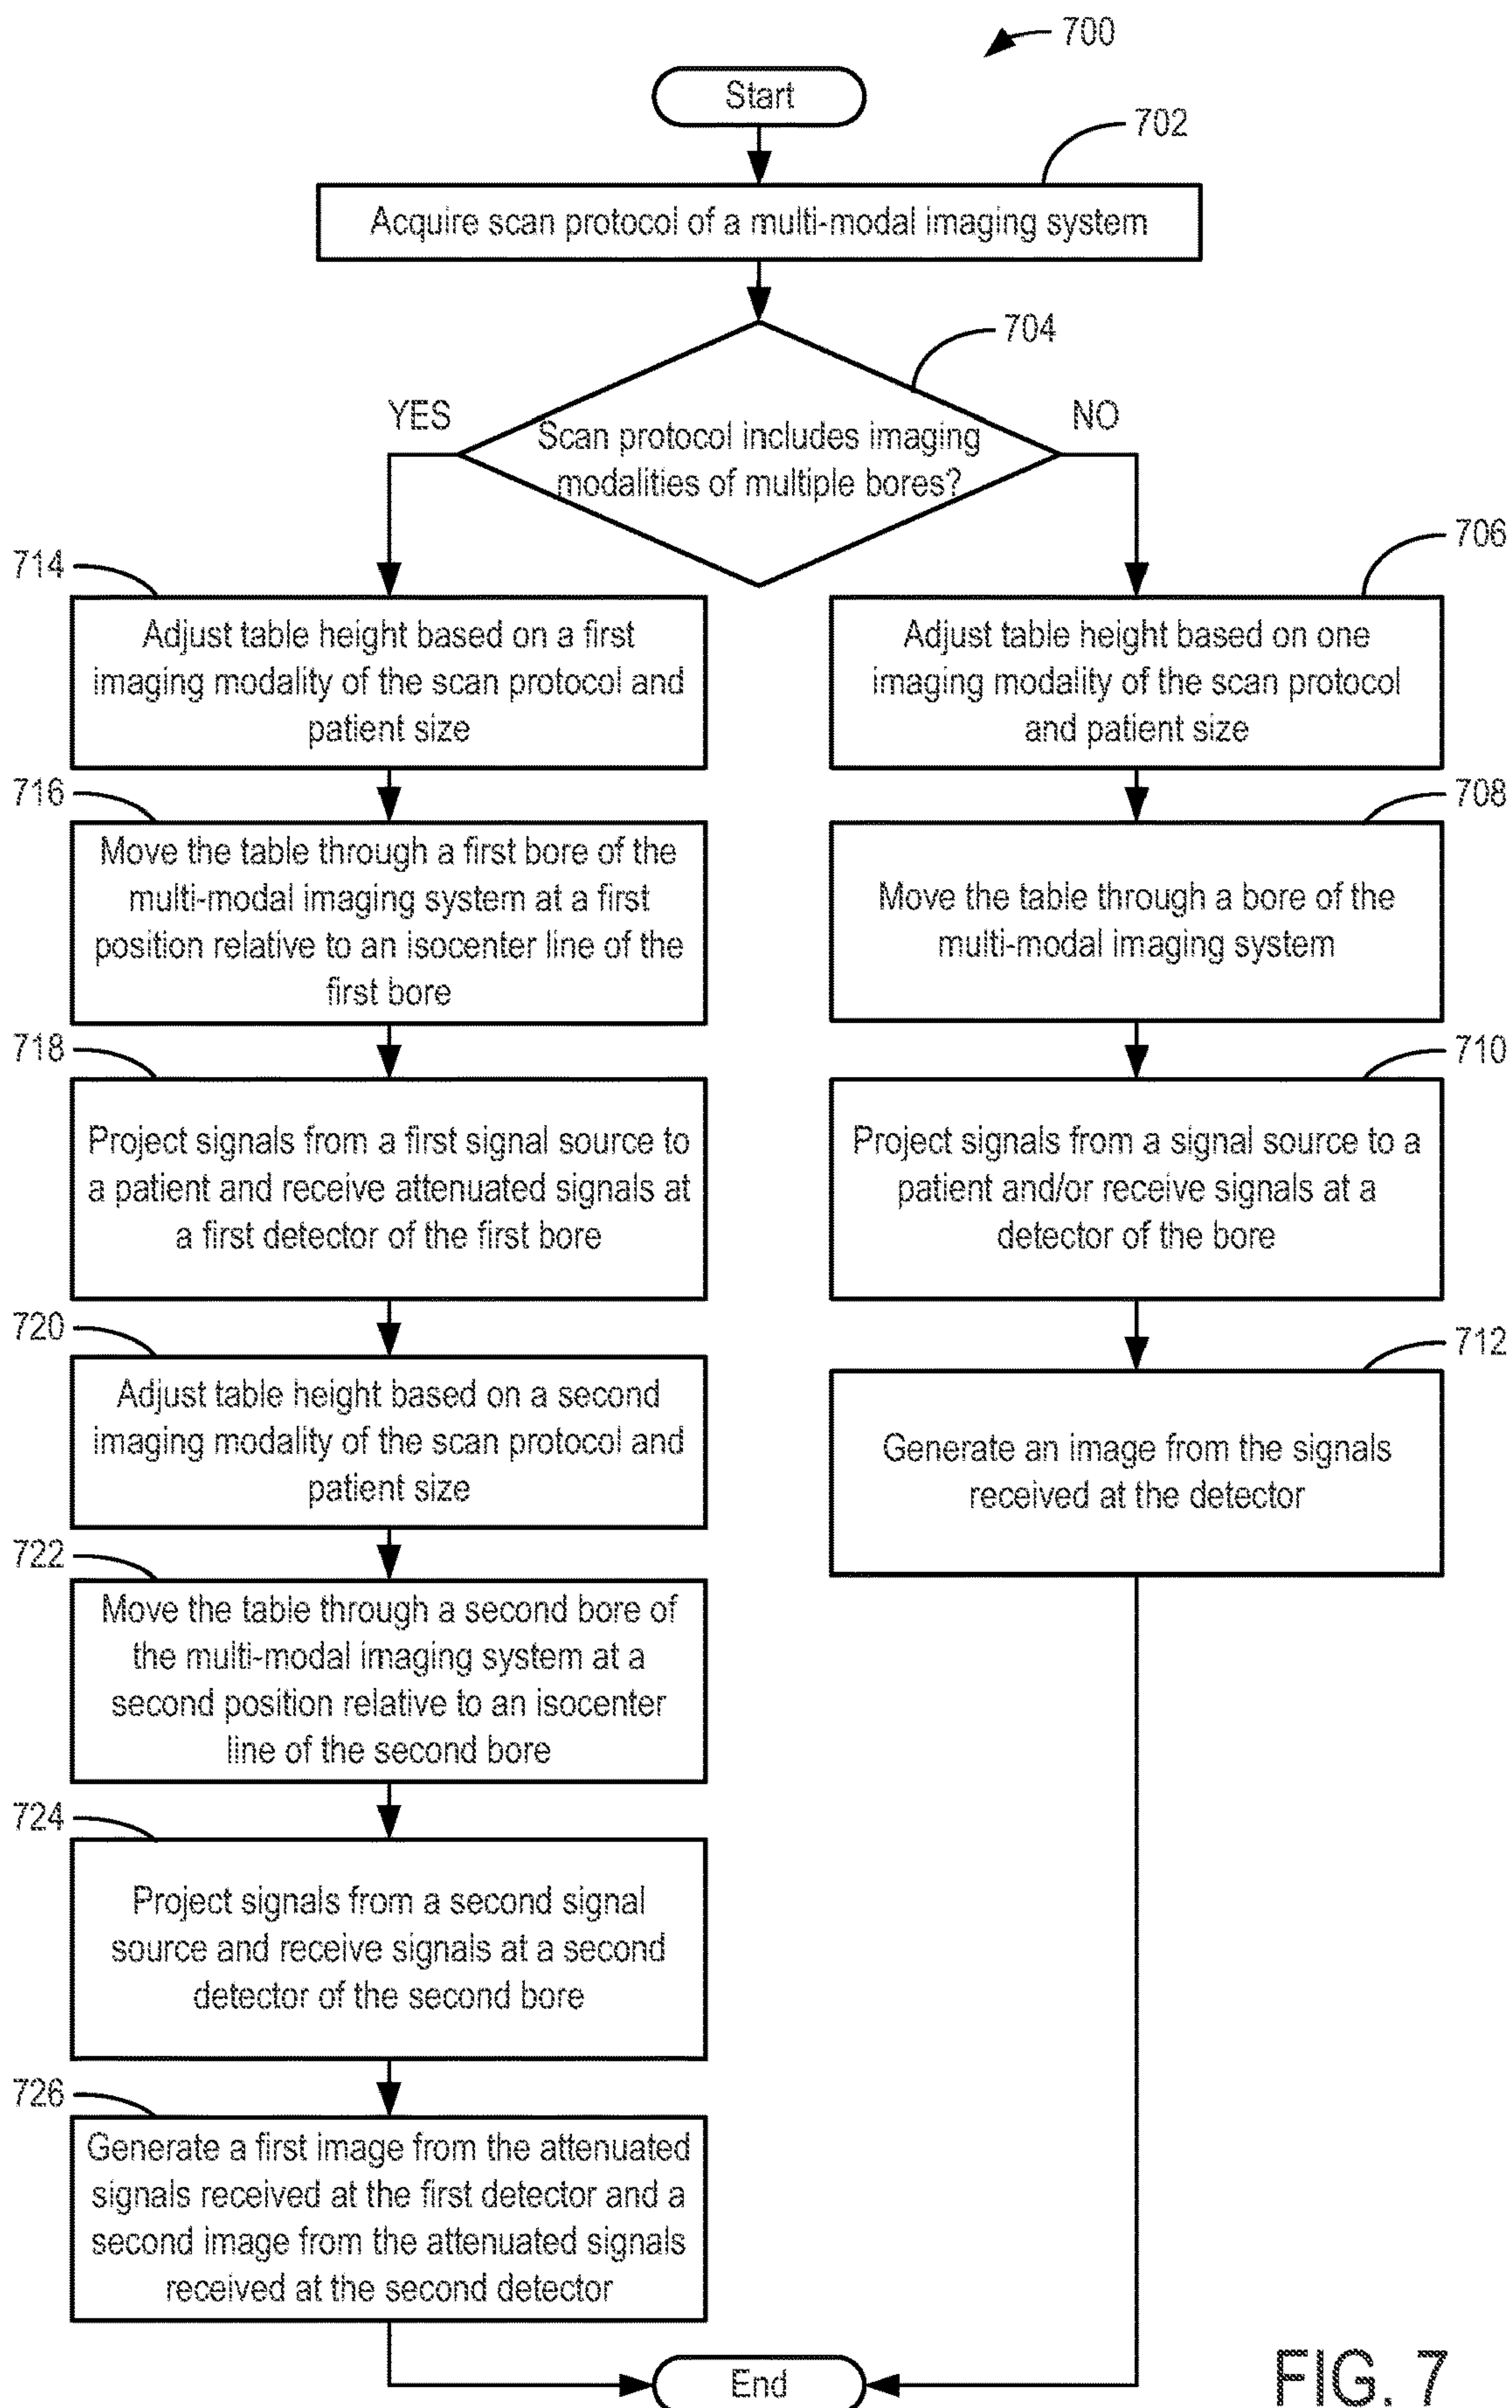 700
Start
702
Acquire scan protocol of a multi-modal imaging system
704
YES
NO
Scan protocol includes imaging
modalities of multiple bores?
714
Adjust table height based on a first
imaging modality of the scan protocol and
patient size
716
Move the table through a first bore of the
multi-modal imaging system at a first
position relative to an isocenter line of the
first bore
718
Project signals from a first signal source to
a patient and receive attenuated signals at
a first detector of the first bore
720
Adjust table height based on a second
imaging modality of the scan protocol and
patient size
722
Move the table through a second bore of
the multi-modal imaging system at a
second position relative to an isocenter
line of the second bore
724
Project signals from a second signal
source and receive signals at a second
detector of the second bore
726
Generate a first image from the attenuated
signals received at the first detector and a
second image from the attenuated signals
received at the second detector
706
Adjust table height based on one
imaging modality of the scan protocol
and patient size
708
Move the table through a bore of the
multi-modal imaging system
710
Project signals from a signal source to a
patient and/or receive signals at a
detector of the bore
712
Generate an image from the signals
received at the detector
End
FIG. 7